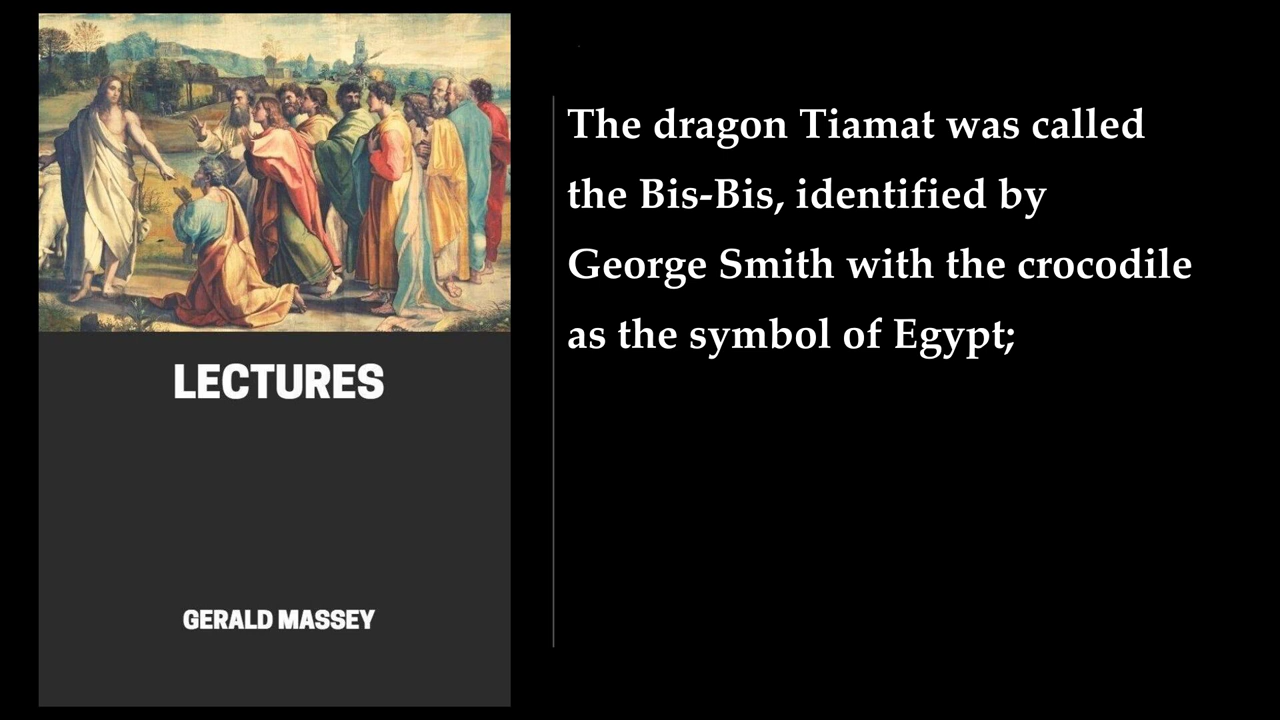 LECTURES
GERALD MASSEY
The dragon Tiamat was called
the Bis-Bis, identified by
George Smith with the crocodile
as the symbol of Egypt;